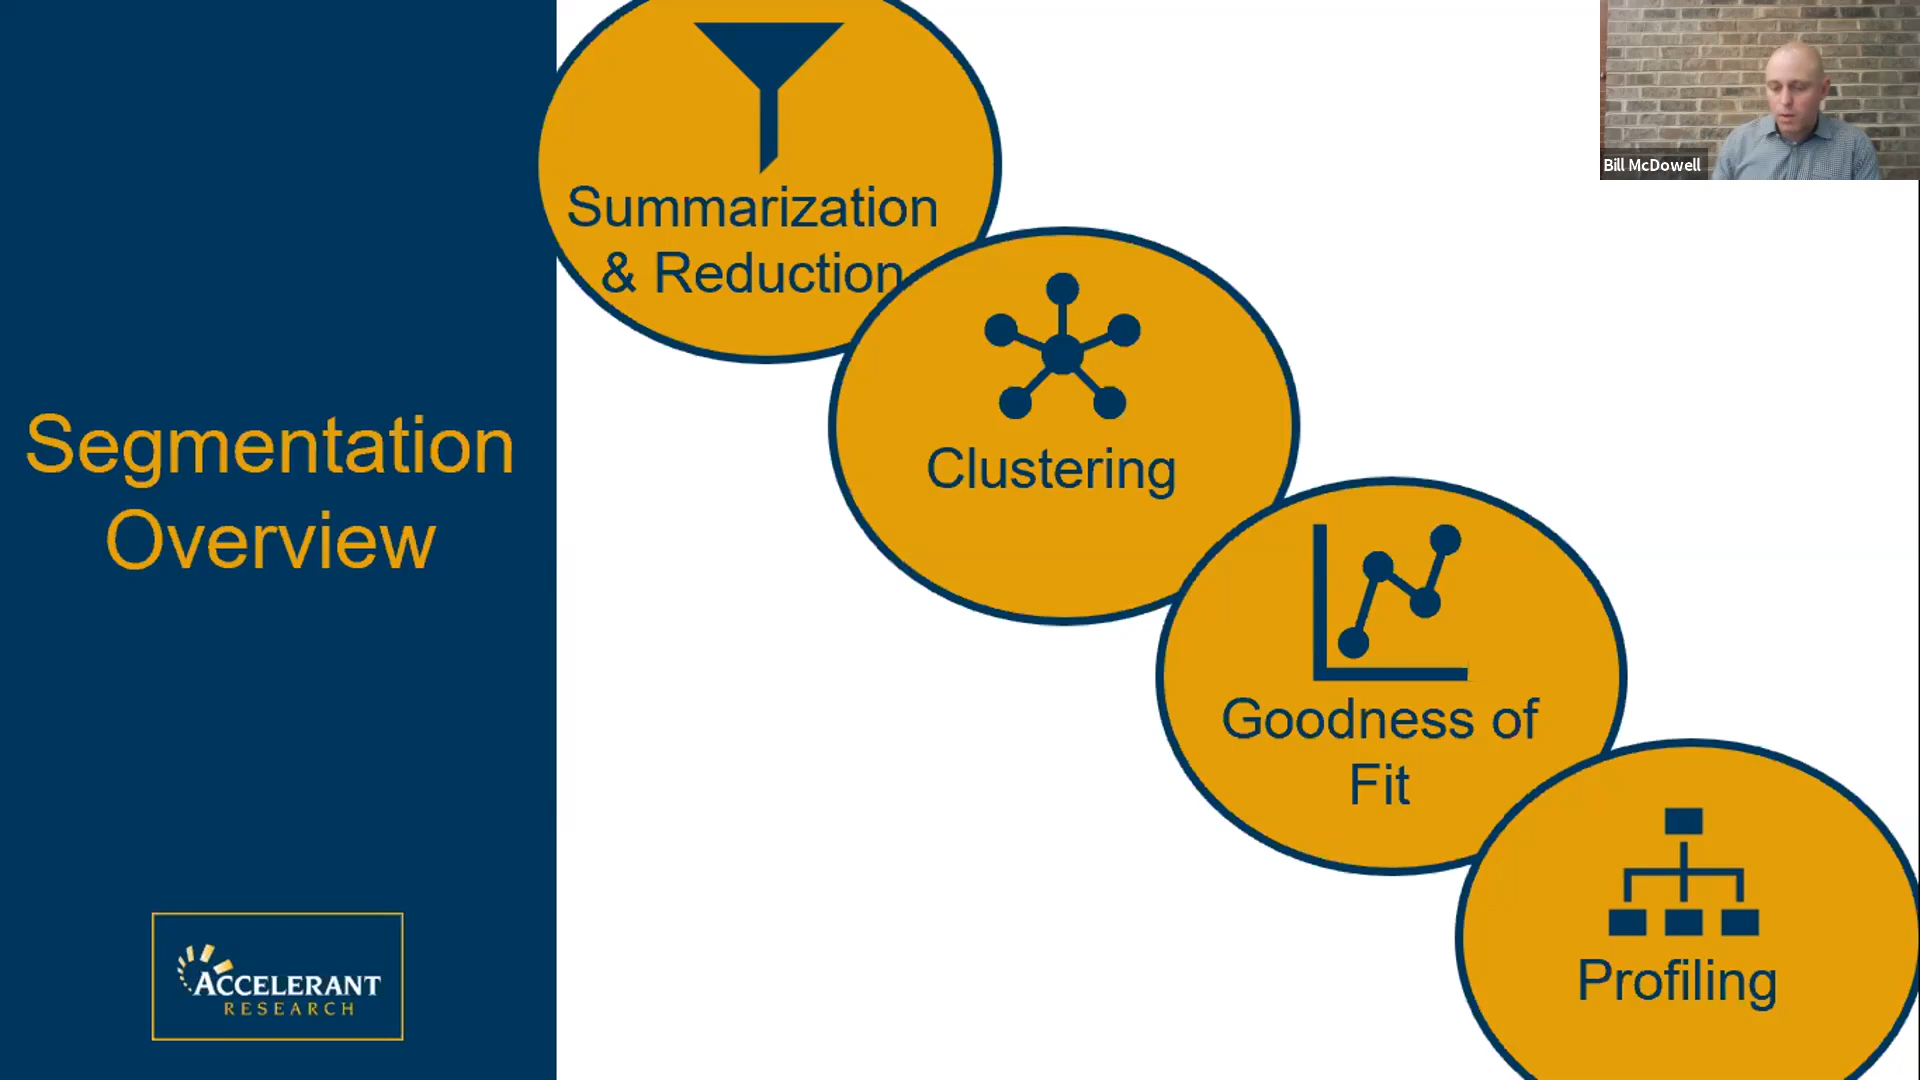 Segmentation
Overview
ACCELERANT
RESEARCH
Summarization
& Reduction
Clustering
Goodness of
Fit
Profiling
Bill McDowell